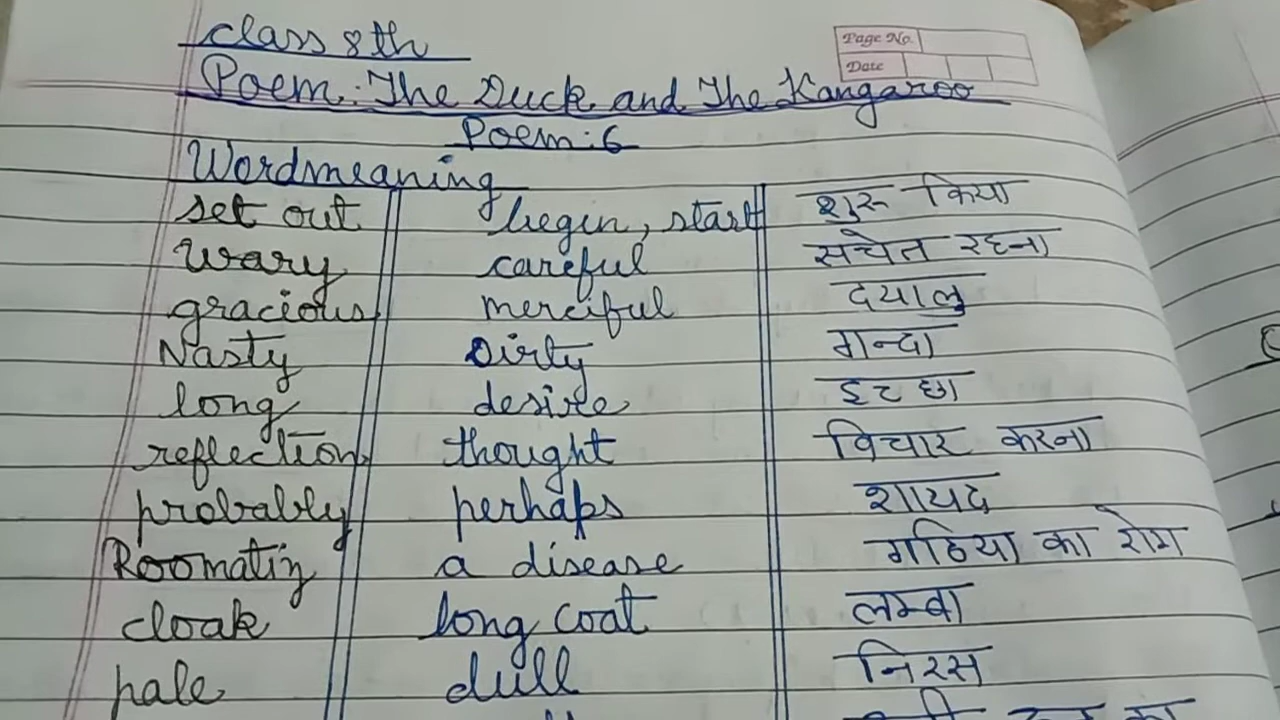 class 8th
Page No.
Date
Poem: The Duck and The Kangaroo
Poem: 6
Wordmeaning
set out begin, start शुरू किया
wary careful सचेत रहना
gracious merciful दयालु
Nasty Dirty गन्दा
long desire इच्छा
reflection thought विचार करना
probably perhaps शायद
Roomatiz a disease गठिया का रोग
cloak long coat लम्बा
pale dull निरस